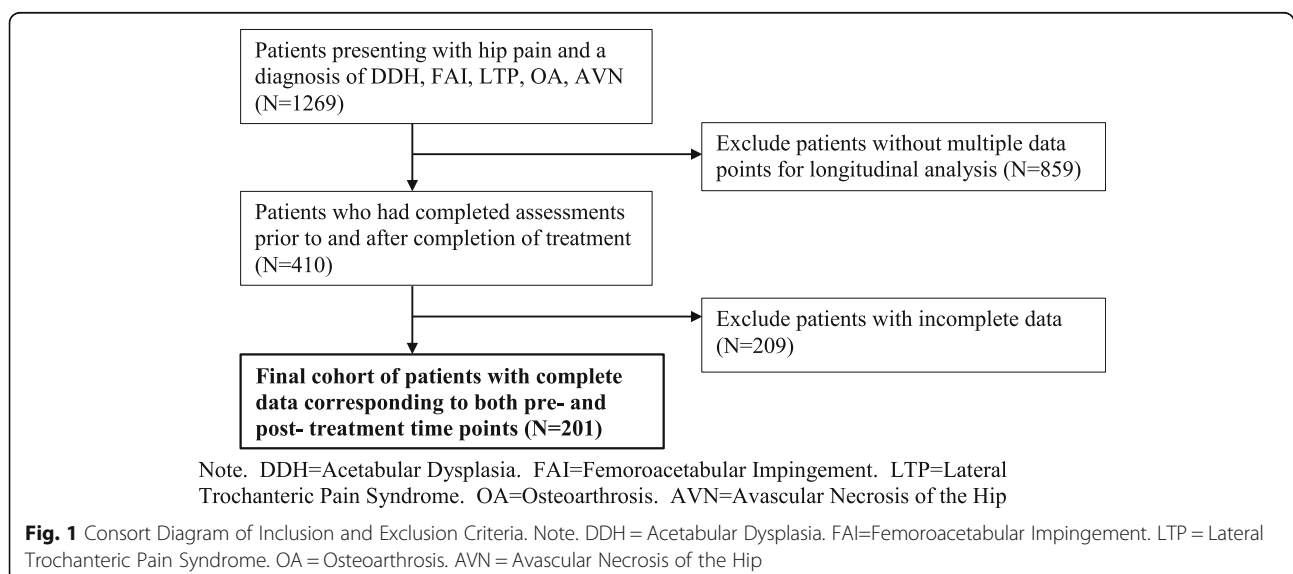 Patients presenting with hip pain and a
diagnosis of DDH, FAI, LTP, OA, AVN
(N=1269)
Exclude patients without multiple data
points for longitudinal analysis (N=859)
Patients who had completed assessments
prior to and after completion of treatment
(N=410)
Exclude patients with incomplete data
(N=209)
Final cohort of patients with complete
data corresponding to both pre- and
post- treatment time points (N=201)
Note. DDH=Acetabular Dysplasia. FAI=Femoroacetabular Impingement. LTP=Lateral
Trochanteric Pain Syndrome. OA=Osteoarthrosis. AVN=Avascular Necrosis of the Hip
Fig. 1 Consort Diagram of Inclusion and Exclusion Criteria. Note. DDH = Acetabular Dysplasia. FAI=Femoroacetabular Impingement. LTP = Lateral
Trochanteric Pain Syndrome. OA = Osteoarthrosis. AVN = Avascular Necrosis of the Hip